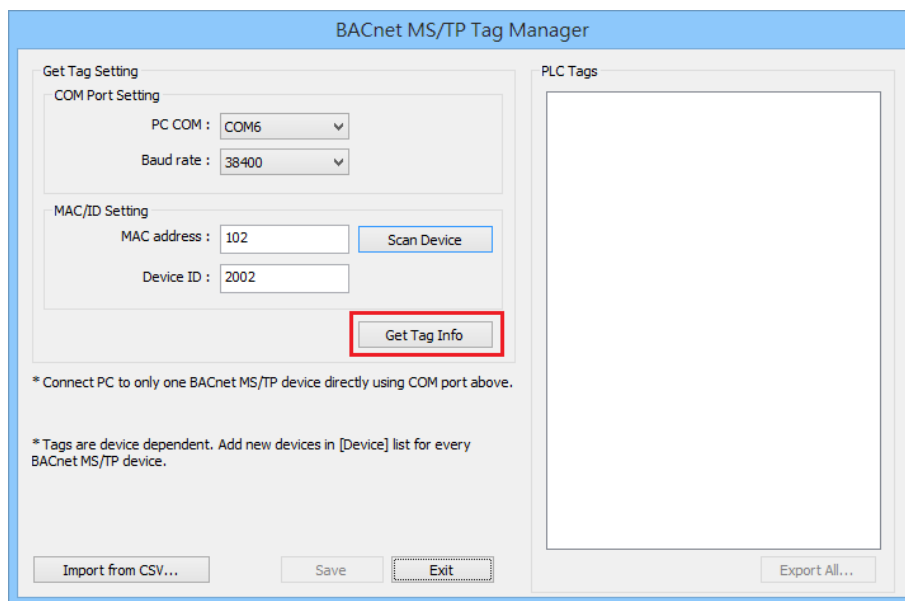 BACnet MS/TP Tag Manager
Get Tag Setting
COM Port Setting
PC COM : COM6
Baud rate : 38400
MAC/ID Setting
MAC address : 102 Scan Device
Device ID : 2002
Get Tag Info
* Connect PC to only one BACnet MS/TP device directly using COM port above.
* Tags are device dependent. Add new devices in [Device] list for every
BACnet MS/TP device.
Import from CSV... Save Exit
PLC Tags
Export All...